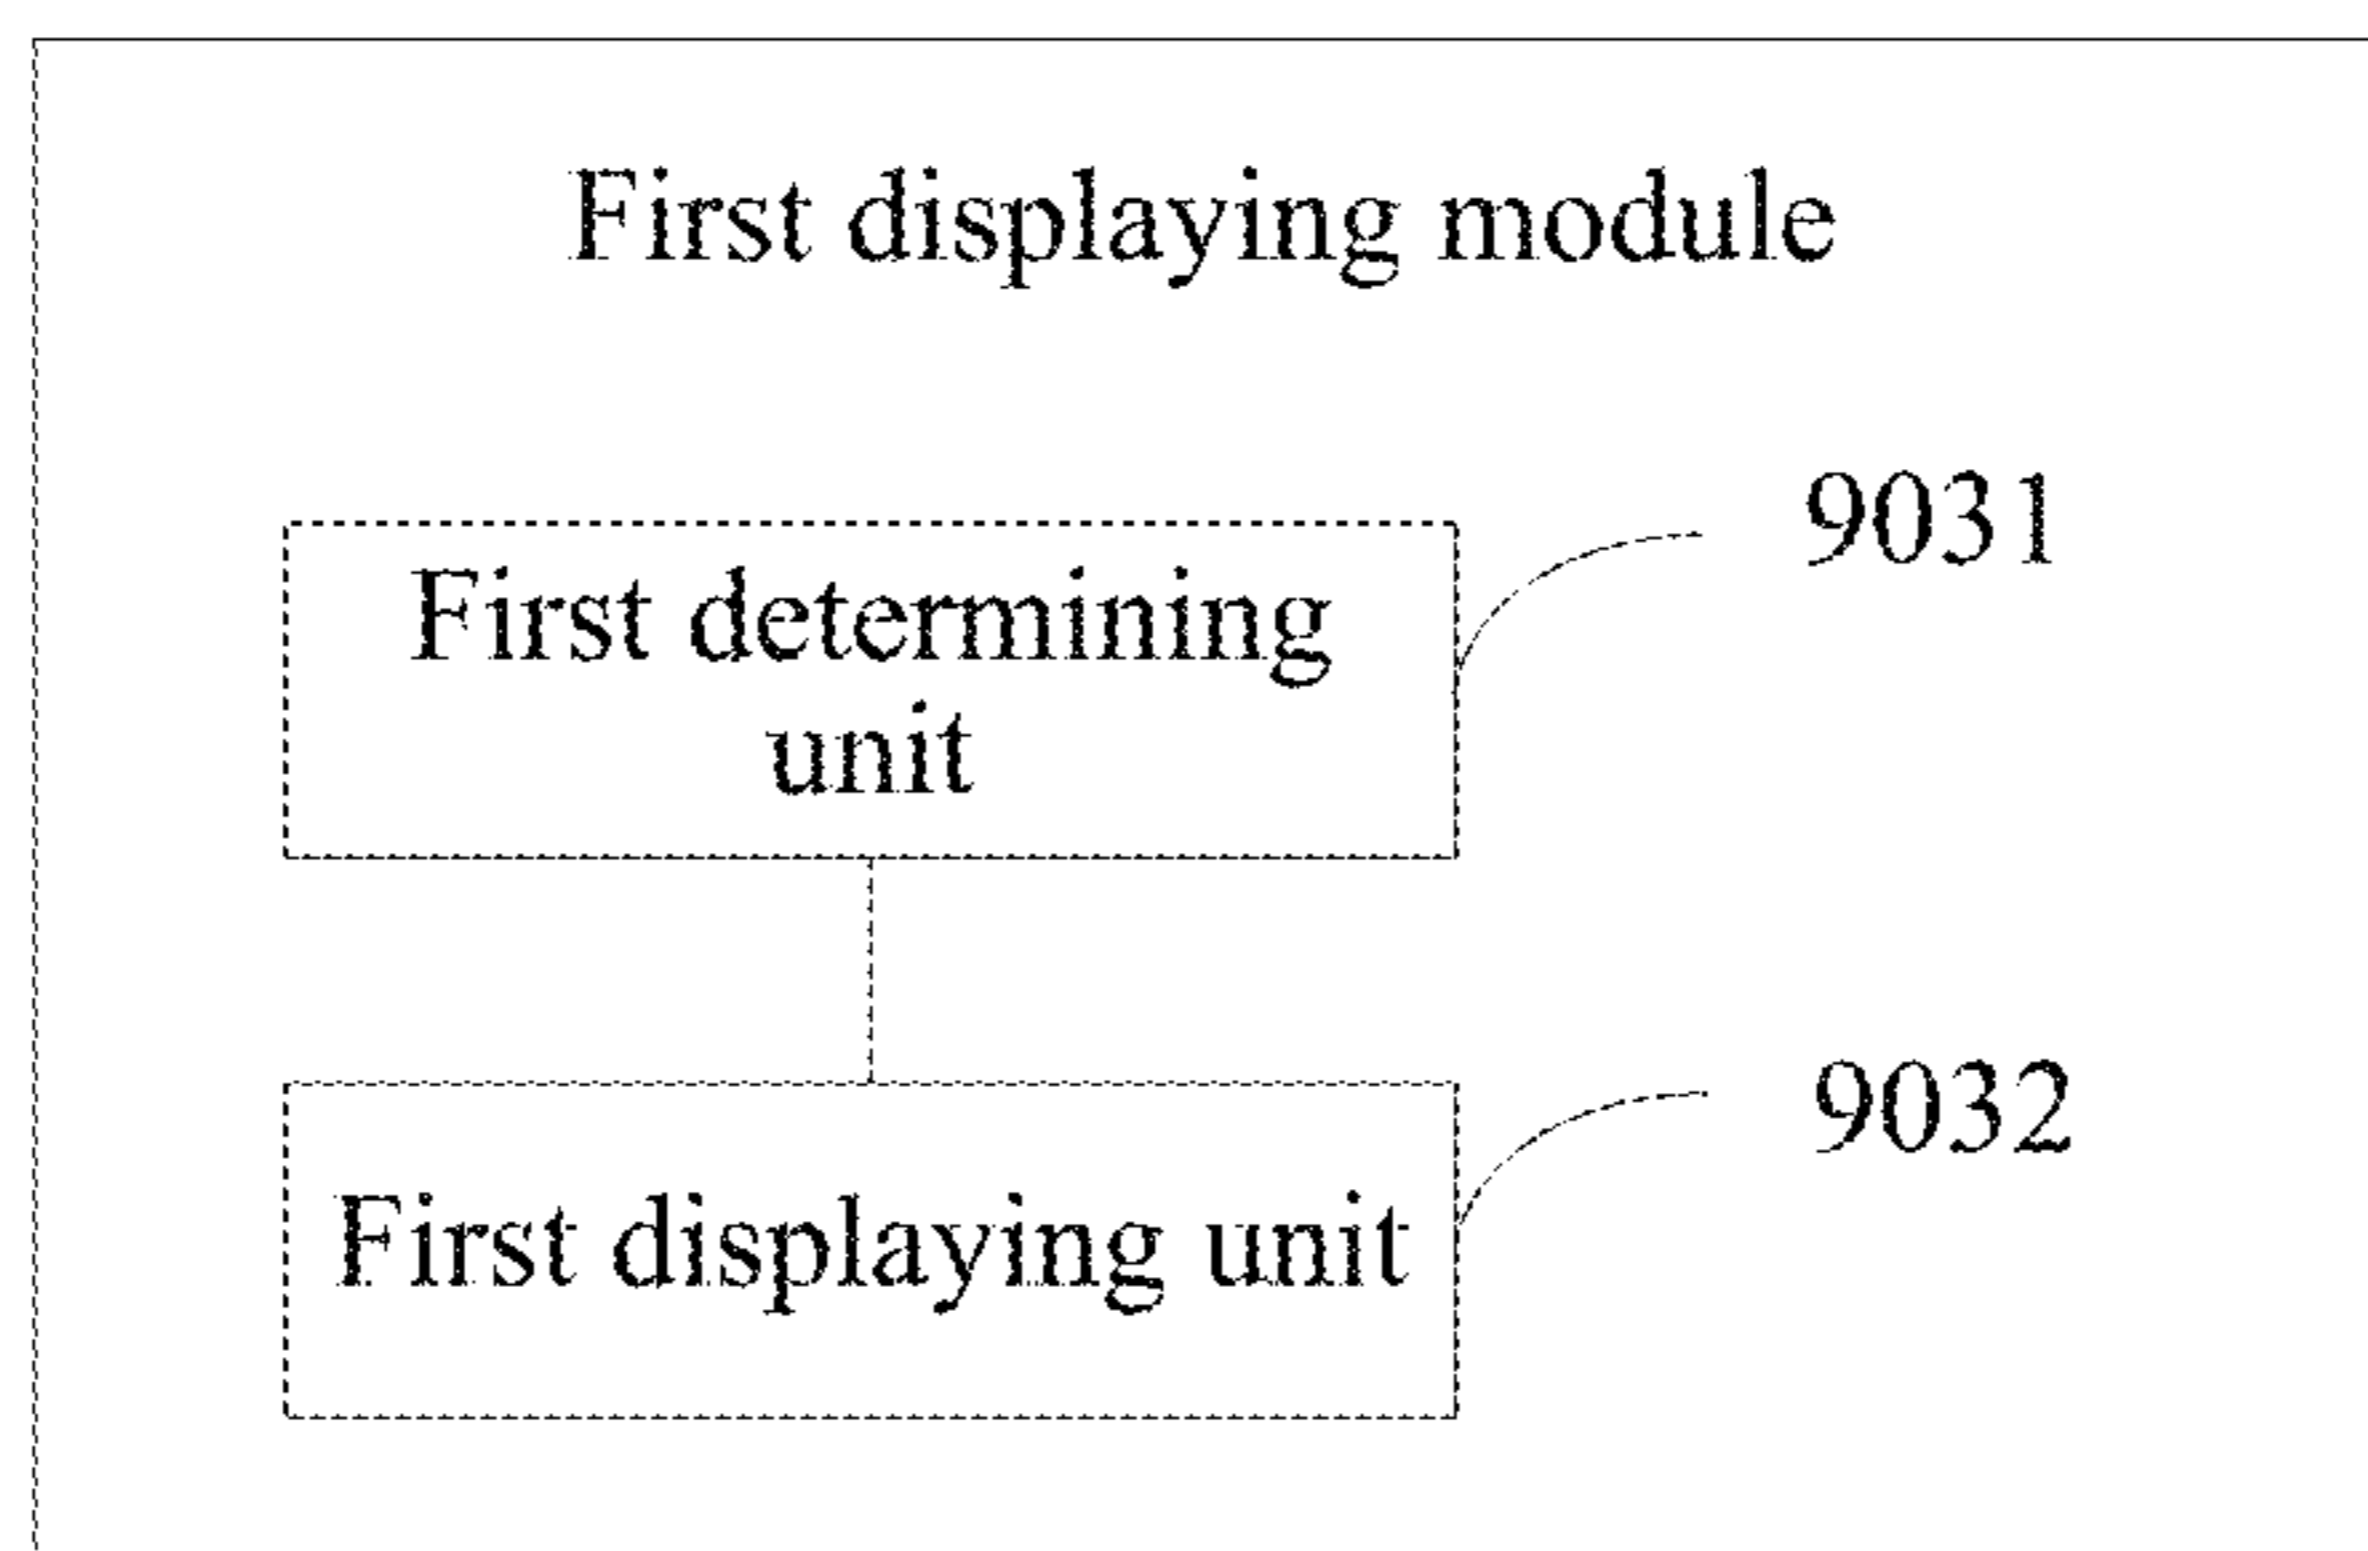 First displaying module
9031
First determining
unit
9032
First displaying unit